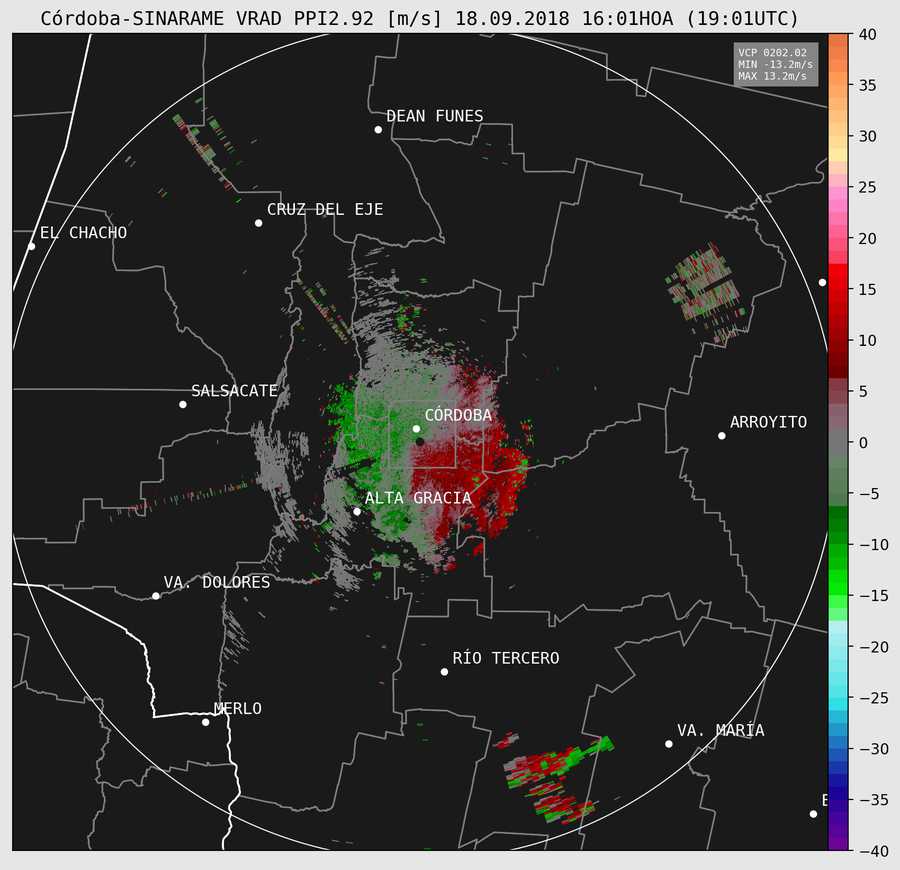 Córdoba-SINARAME VRAD PPI2.92 [m/s] 18.09.2018 16:01HOA (19:01UTC)
VCP 0202.02
MIN -13.2m/s
MAX 13.2m/s
DEAN FUNES
CRUZ DEL EJE
EL CHACHO
SALSACATE
CÓRDOBA
ARROYITO
ALTA GRACIA
VA. DOLORES
RÍO TERCERO
MERLO
VA. MARÍA
40
35
30
25
20
15
10
5
0
−5
−10
−15
−20
−25
−30
−35
−40